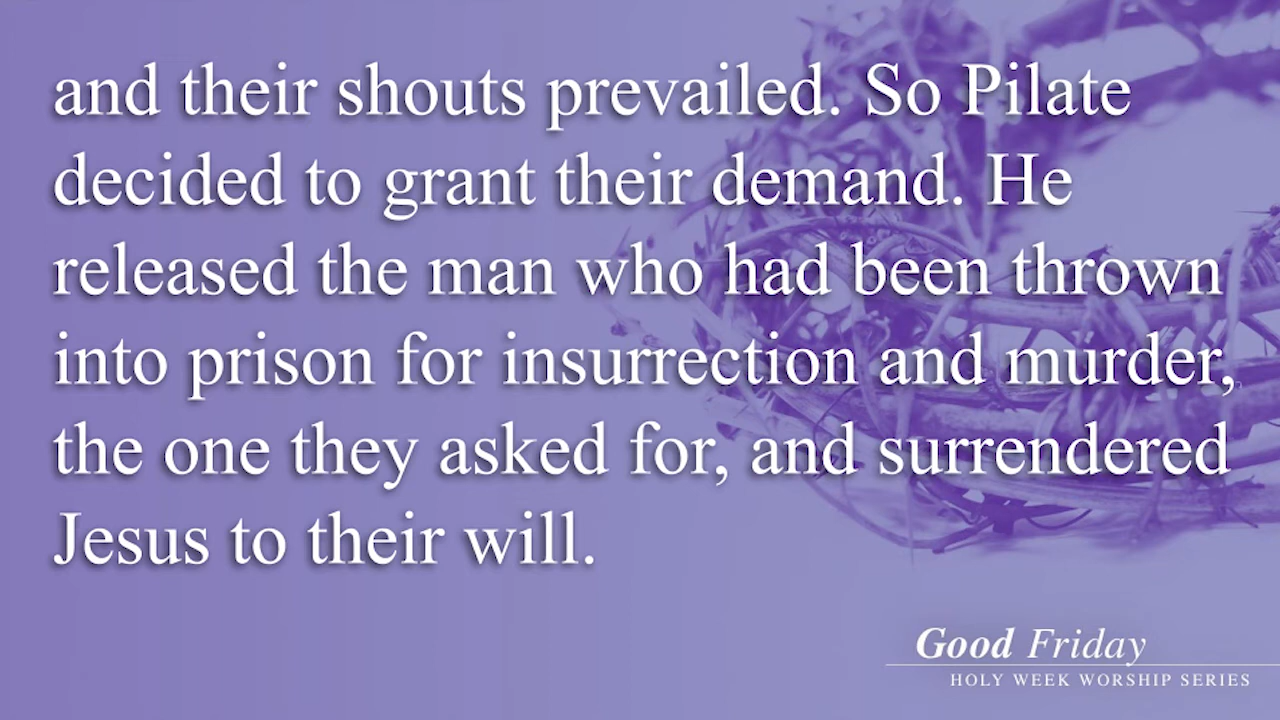 and their shouts prevailed. So Pilate
decided to grant their demand. He
released the man who had been thrown
into prison for insurrection and murder,
the one they asked for, and surrendered
Jesus to their will.
Good Friday
HOLY WEEK WORSHIP SERIES